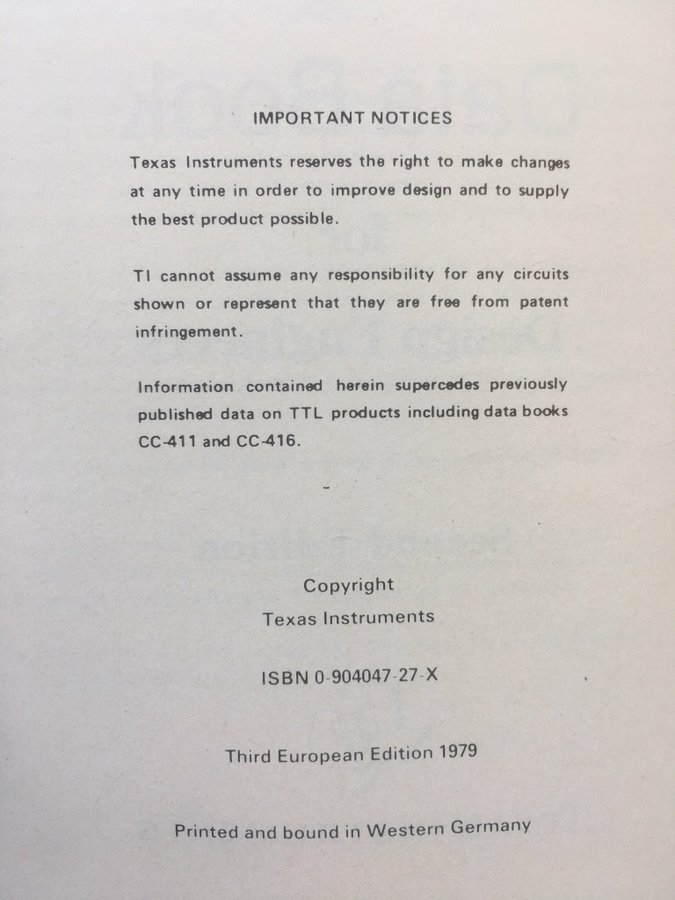 IMPORTANT NOTICES
Texas Instruments reserves the right to make changes
at any time in order to improve design and to supply
the best product possible.
TI cannot assume any responsibility for any circuits
shown or represent that they are free from patent
infringement.
Information contained herein supercedes previously
published data on TTL products including data books
CC-411 and CC-416.
-
Copyright
Texas Instruments
ISBN 0-904047-27-X
Third European Edition 1979
Printed and bound in Western Germany